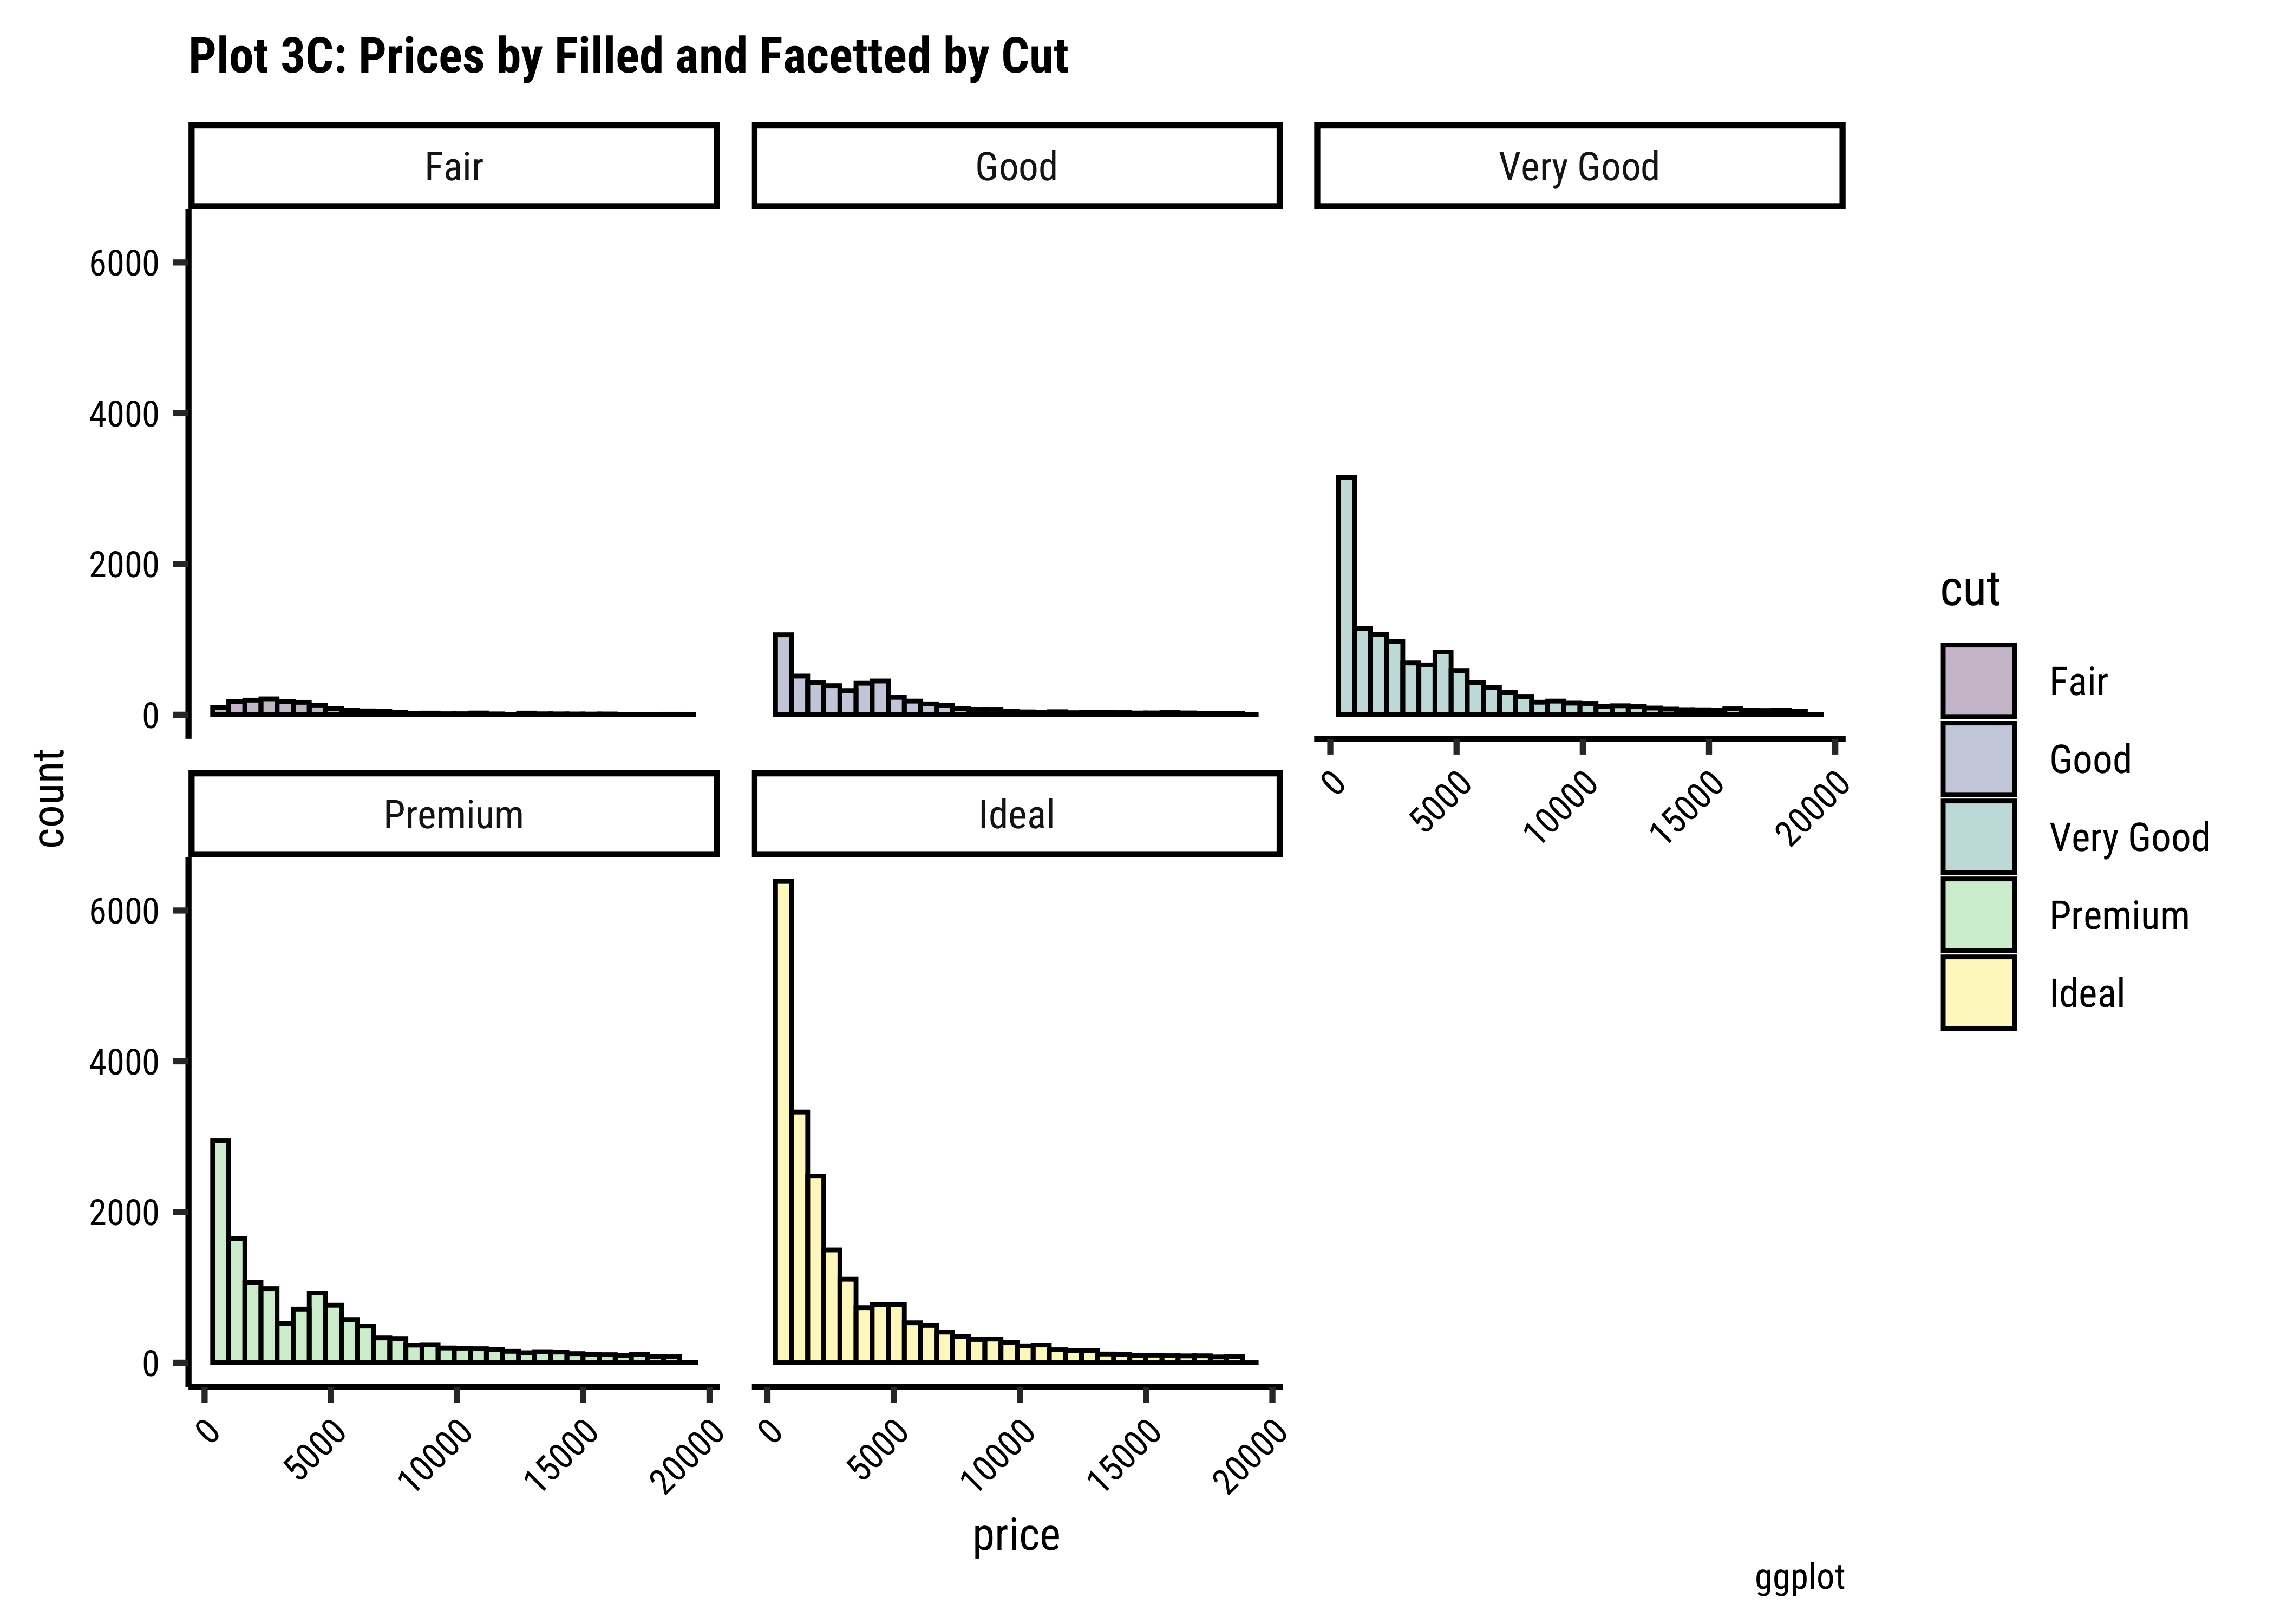 Plot 3C: Prices by Filled and Facetted by Cut
Fair
Good
Very Good
6000
4000
2000
0
0
5000
10000
15000
20000
count
Premium
Ideal
6000
4000
2000
0
0
5000
10000
15000
20000
0
5000
10000
15000
20000
price
cut
Fair
Good
Very Good
Premium
Ideal
ggplot